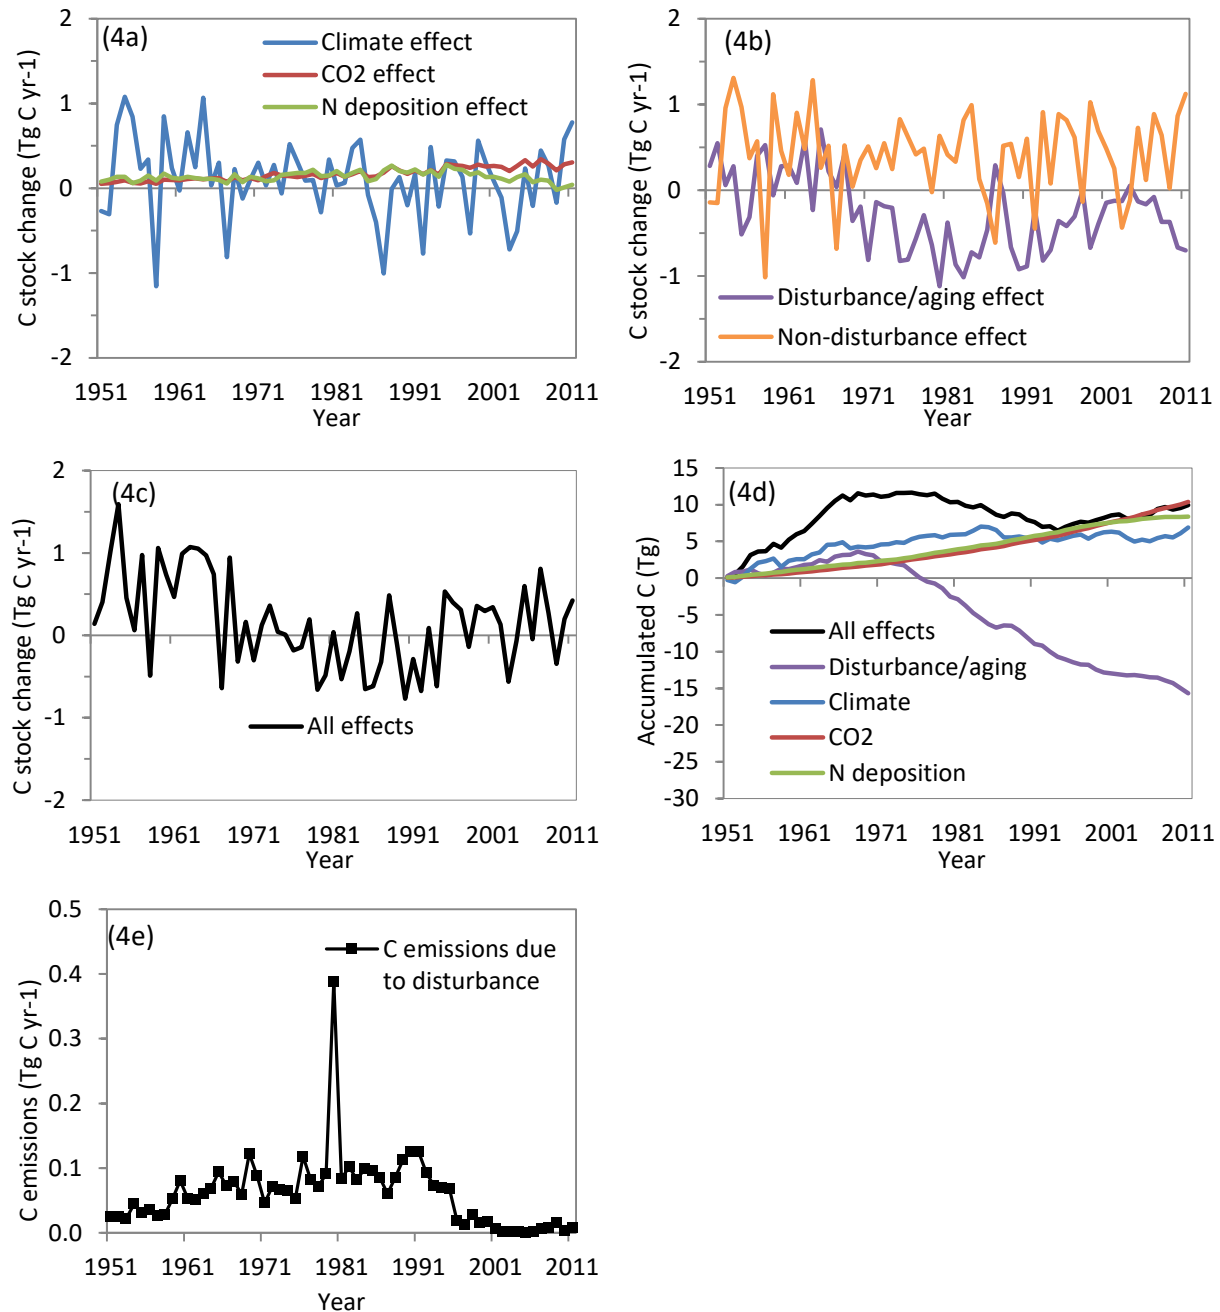 (4a)
Climate effect
CO2 effect
N deposition effect
C stock change (Tg C yr-1)
2
1
0
-1
-2
1951 1961 1971 1981 1991 2001 2011
Year
(4b)
C stock change (Tg C yr-1)
2
1
0
-1
-2
Disturbance/aging effect
Non-disturbance effect
1951 1961 1971 1981 1991 2001 2011
Year
(4c)
C stock change (Tg C yr-1)
2
1
0
-1
-2
All effects
1951 1961 1971 1981 1991 2001 2011
Year
(4d)
Accumulated C (Tg)
15
10
5
0
-5
-10
-15
-20
-25
-30
All effects
Disturbance/aging
Climate
CO2
N deposition
1951 1961 1971 1981 1991 2001 2011
Year
(4e)
C emissions (Tg C yr-1)
0.5
0.4
0.3
0.2
0.1
0.0
C emissions due
to disturbance
1951 1961 1971 1981 1991 2001 2011
Year